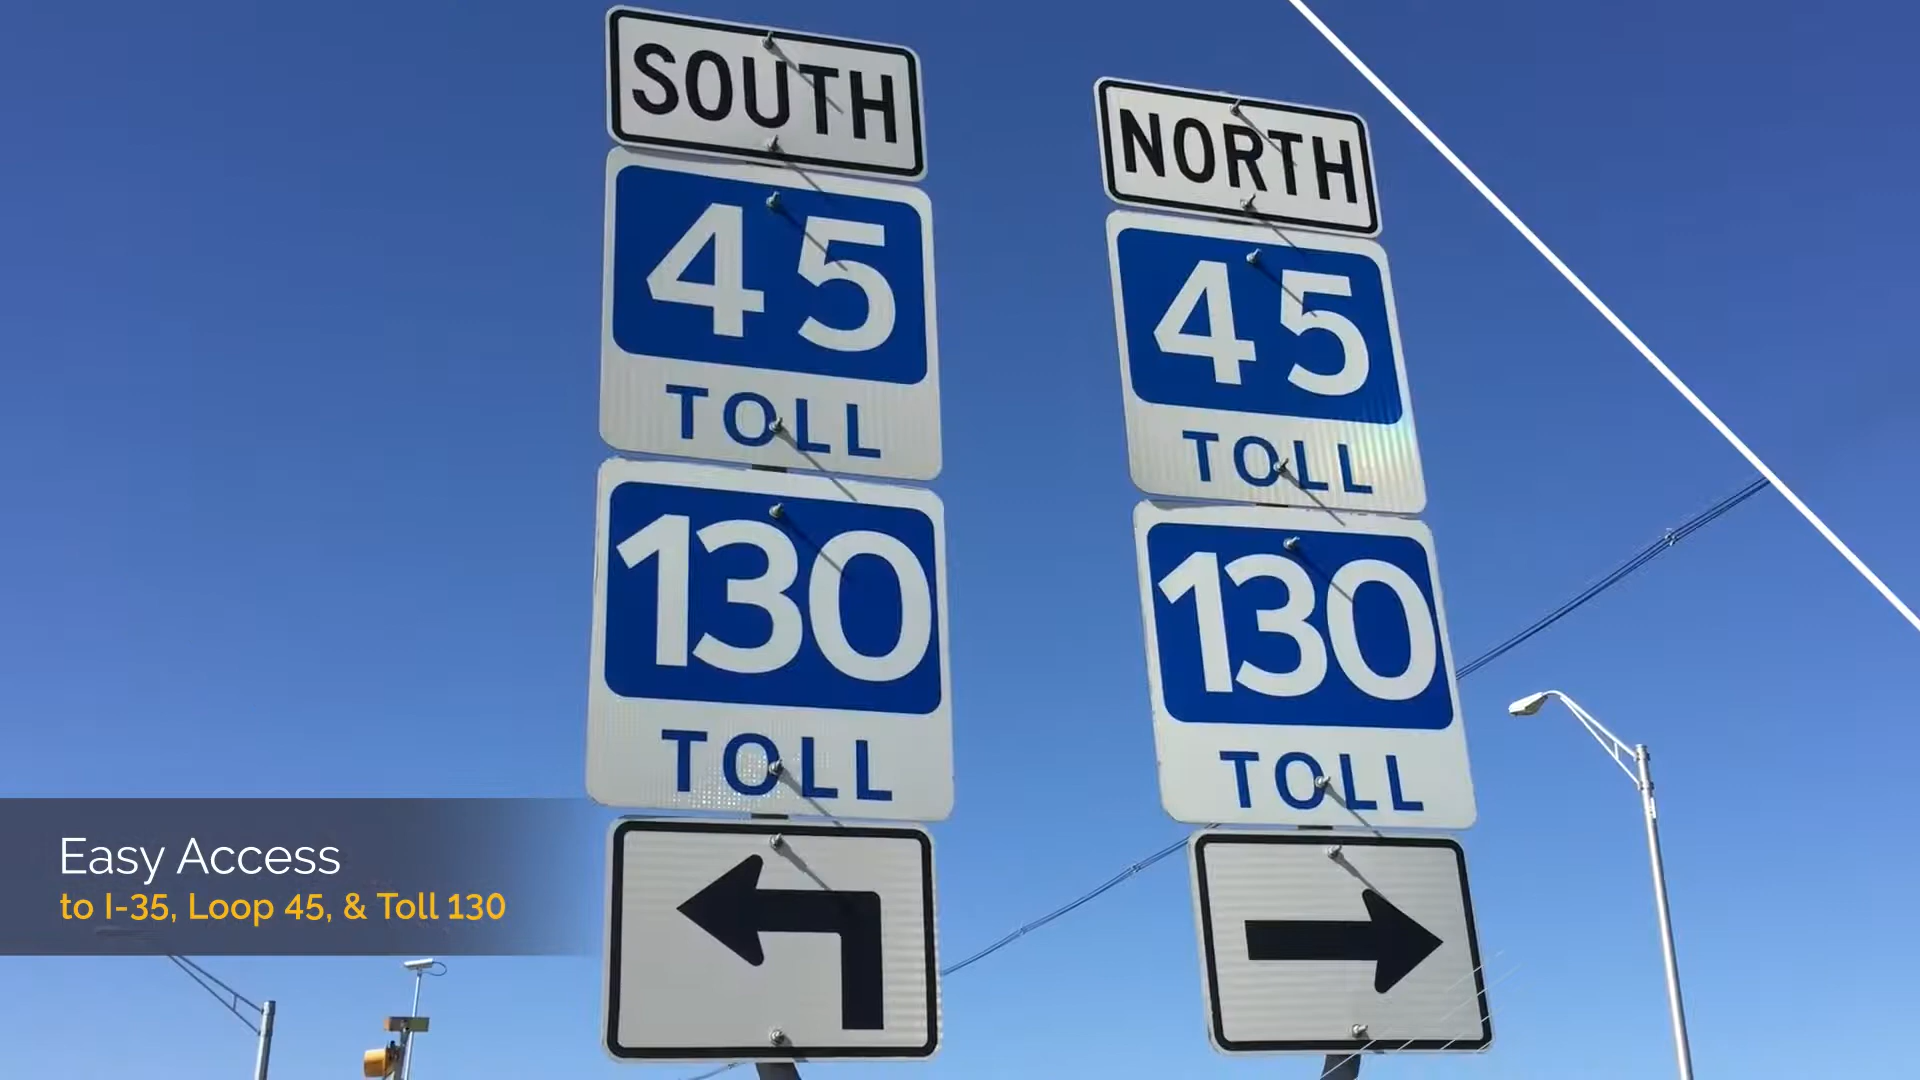 SOUTH
45
TOLL
130
TOLL
NORTH
45
TOLL
130
TOLL
Easy Access
to I-35, Loop 45, & Toll 130